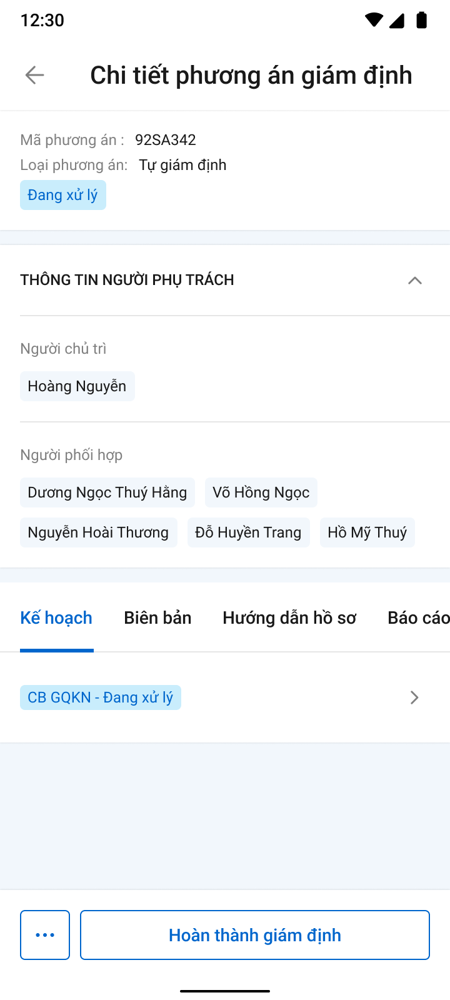 12:30
Chi tiết phương án giám định
Mã phương án : 92SA342
Loại phương án: Tự giám định
Đang xử lý
THÔNG TIN NGƯỜI PHỤ TRÁCH
Người chủ trì
Hoàng Nguyễn
Người phối hợp
Dương Ngọc Thuý Hằng Võ Hồng Ngọc
Nguyễn Hoài Thương Đỗ Huyền Trang Hồ Mỹ Thuý
Kế hoạch Biên bản Hướng dẫn hồ sơ Báo cáo
CB GQKN - Đang xử lý
Hoàn thành giám định